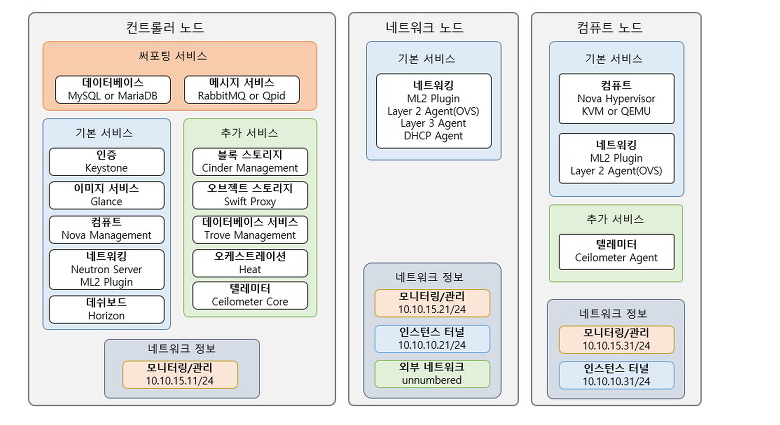 컨트롤러 노드
써포팅 서비스
데이터베이스
MySQL or MariaDB
메시지 서비스
RabbitMQ or Qpid
기본 서비스
인증
Keystone
이미지 서비스
Glance
컴퓨트
Nova Management
네트워킹
Neutron Server
ML2 Plugin
데쉬보드
Horizon
추가 서비스
블록 스토리지
Cinder Management
오브젝트 스토리지
Swift Proxy
데이터베이스 서비스
Trove Management
오케스트레이션
Heat
텔레미터
Ceilometer Core
네트워크 정보
모니터링/관리
10.10.15.11/24
네트워크 노드
기본 서비스
네트워킹
ML2 Plugin
Layer 2 Agent(OVS)
Layer 3 Agent
DHCP Agent
네트워크 정보
모니터링/관리
10.10.15.21/24
인스턴스 터널
10.10.10.21/24
외부 네트워크
unnumbered
컴퓨트 노드
기본 서비스
컴퓨트
Nova Hypervisor
KVM or QEMU
네트워킹
ML2 Plugin
Layer 2 Agent(OVS)
추가 서비스
텔레미터
Ceilometer Agent
네트워크 정보
모니터링/관리
10.10.15.31/24
인스턴스 터널
10.10.10.31/24